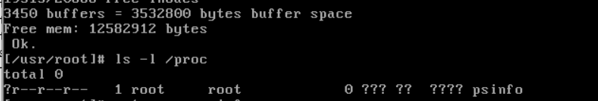 3450 buffers = 3532800 bytes buffer space
Free mem: 12582912 bytes
Ok.
[/usr/root]# ls -l /proc
total 0
?r--r--r-- 1 root root 0 ??? ?? ???? psinfo